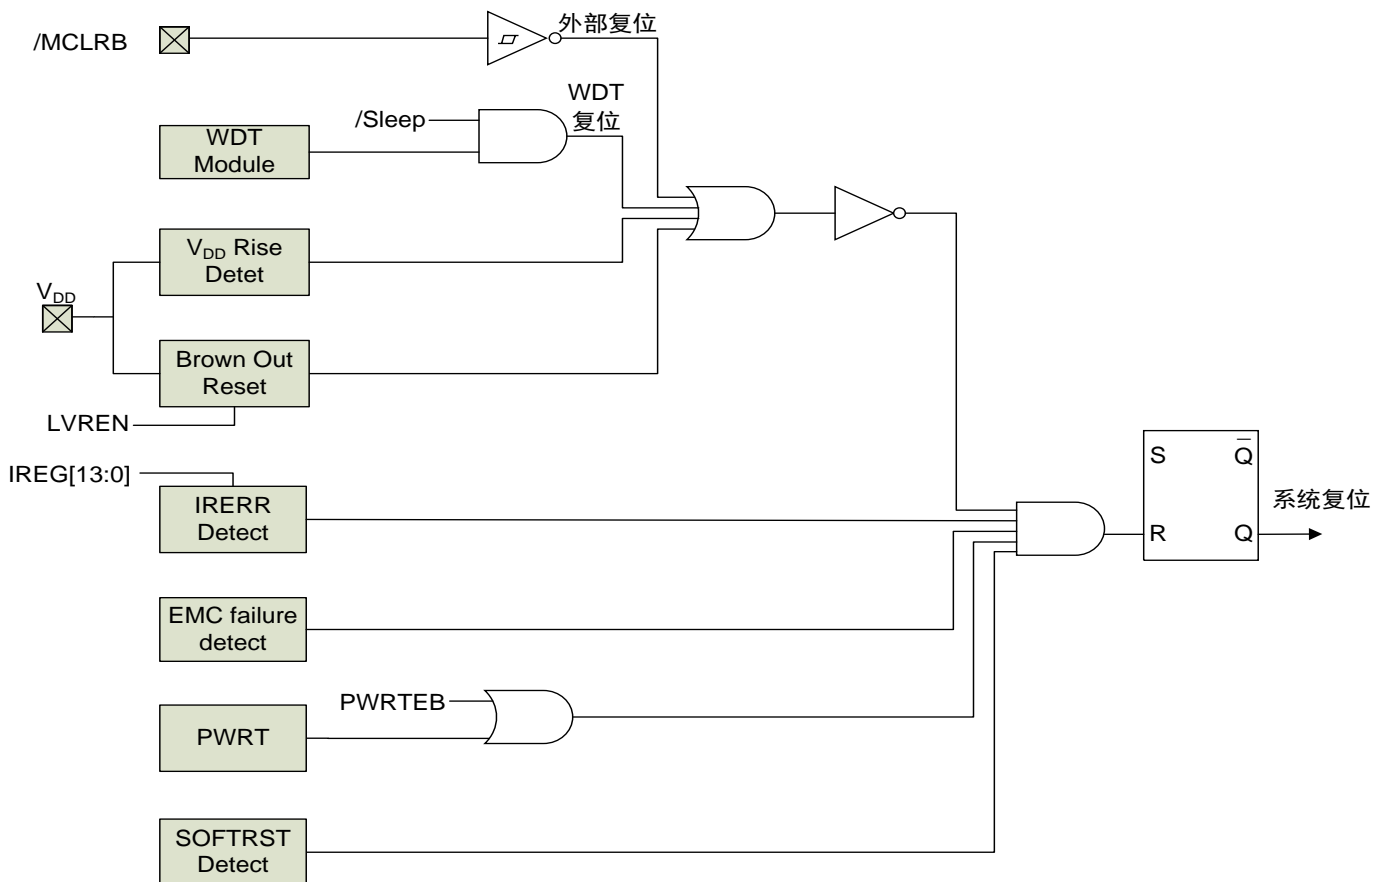 外部复位
/MCLRB
WDT
复位
/Sleep
WDT
Module
VDD Rise
Detet
VDD
Brown Out
Reset
LVREN
IREG[13:0]
IRERR
Detect
S
Q
系统复位
R
Q
EMC failure
detect
PWRTEB
PWRT
SOFTRST
Detect